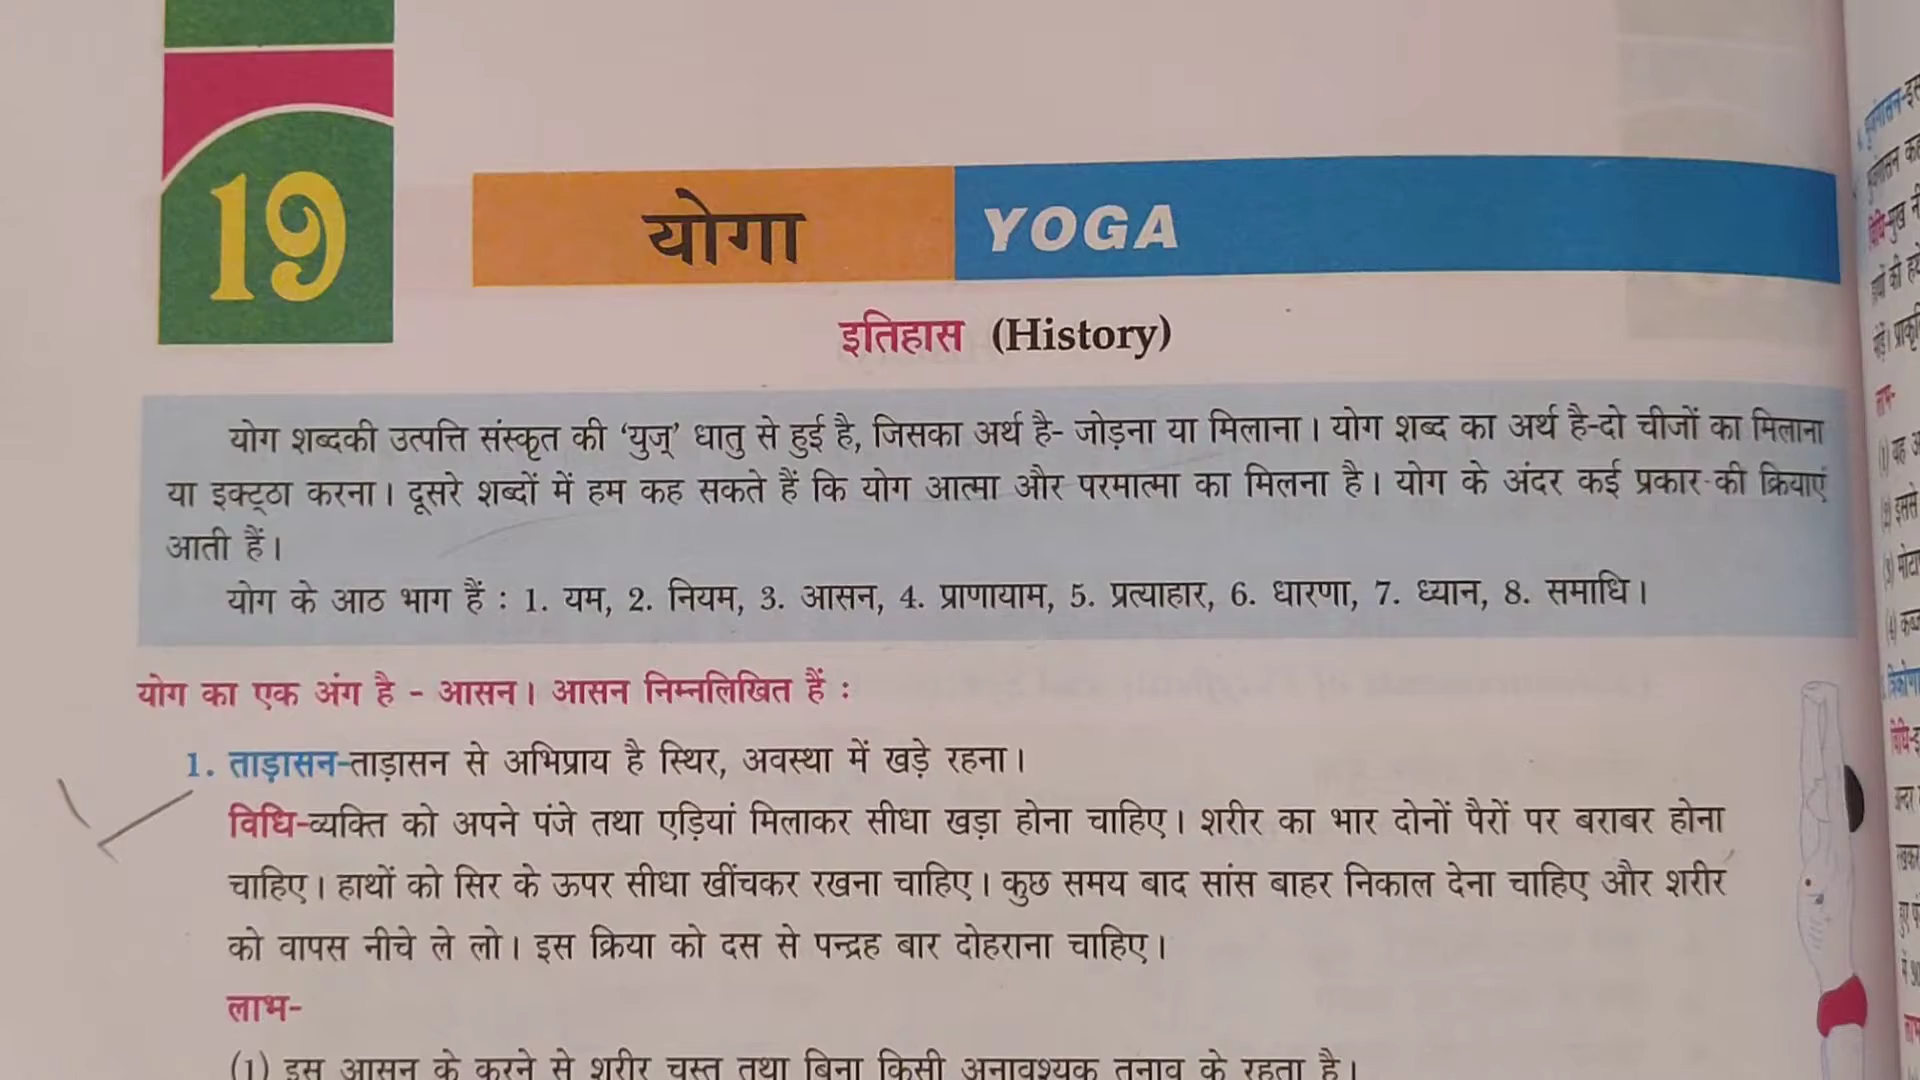 19
योगा YOGA
इतिहास (History)
योग शब्दकी उत्पत्ति संस्कृत की ‘युज्’ धातु से हुई है, जिसका अर्थ है- जोड़ना या मिलाना। योग शब्द का अर्थ है-दो चीजों का मिलाना
या इक्ट्ठा करना। दूसरे शब्दों में हम कह सकते हैं कि योग आत्मा और परमात्मा का मिलना है। योग के अंदर कई प्रकार की क्रियाएं
आती हैं।
योग के आठ भाग हैं : 1. यम, 2. नियम, 3. आसन, 4. प्राणायाम, 5. प्रत्याहार, 6. धारणा, 7. ध्यान, 8. समाधि।
योग का एक अंग है - आसन। आसन निम्नलिखित हैं :
1. ताड़ासन-ताड़ासन से अभिप्राय है स्थिर, अवस्था में खड़े रहना।
विधि-व्यक्ति को अपने पंजे तथा एड़ियां मिलाकर सीधा खड़ा होना चाहिए। शरीर का भार दोनों पैरों पर बराबर होना
चाहिए। हाथों को सिर के ऊपर सीधा खींचकर रखना चाहिए। कुछ समय बाद सांस बाहर निकाल देना चाहिए और शरीर
को वापस नीचे ले लो। इस क्रिया को दस से पन्द्रह बार दोहराना चाहिए।
लाभ-
(1) इस आसन के करने से शरीर चुस्त तथा बिना किसी अनावश्यक तनाव के रहता है।